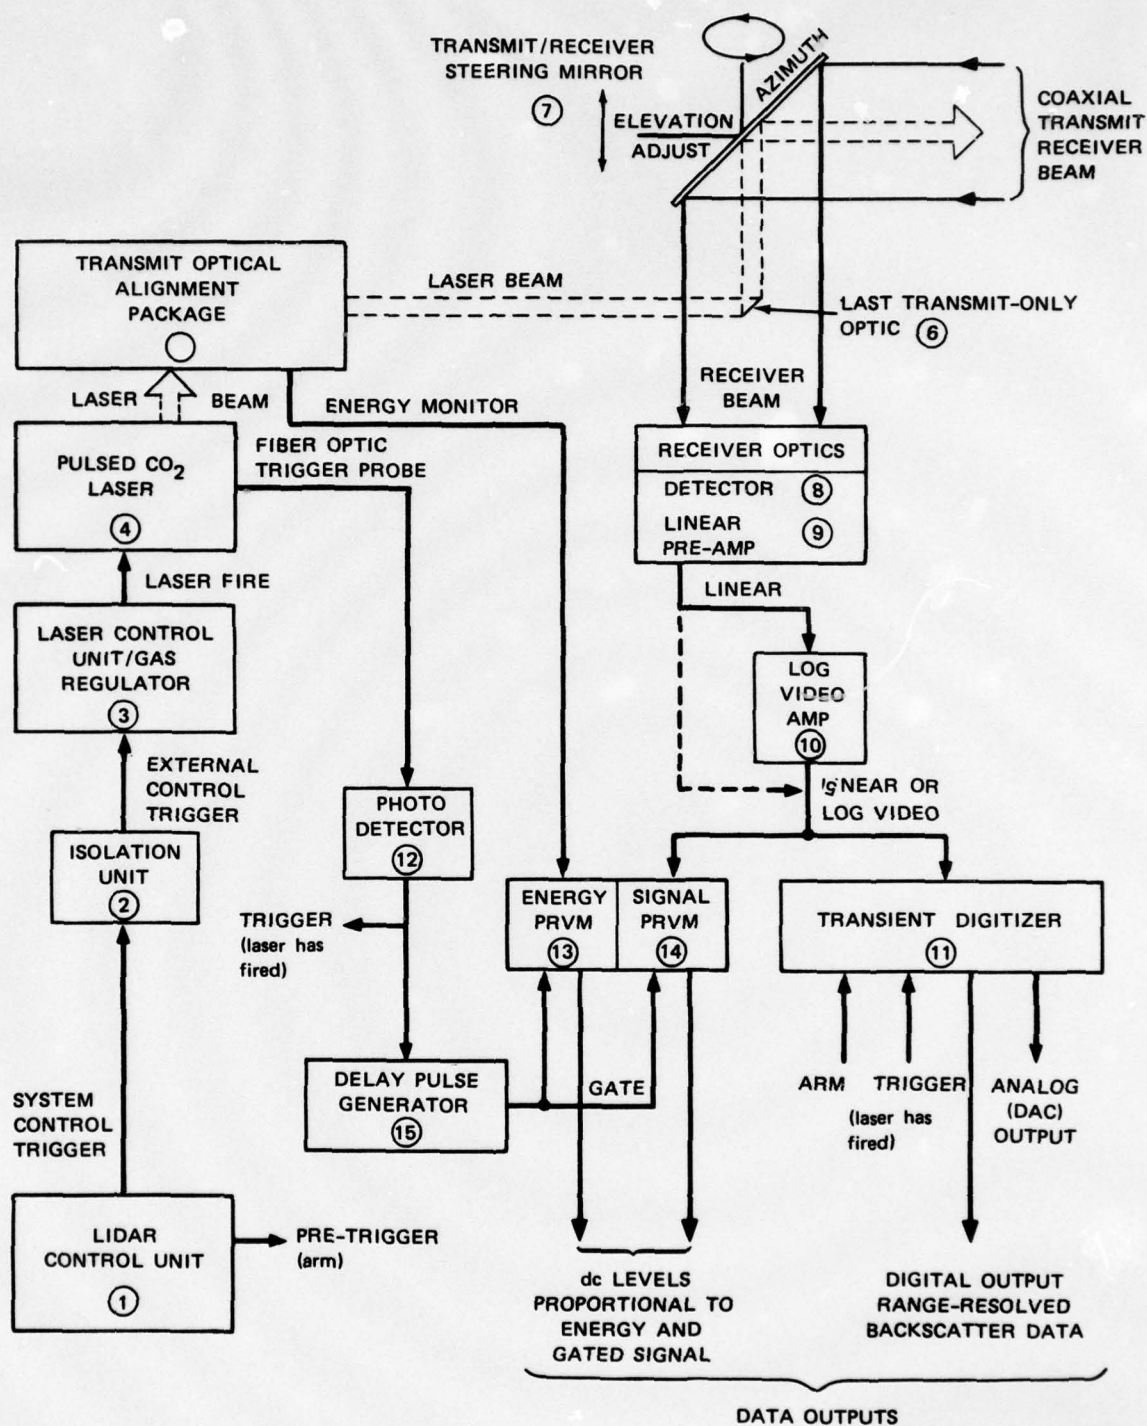 TRANSMIT/RECEIVER
STEERING MIRROR
7
AZIMUTH
ELEVATION
ADJUST
COAXIAL
TRANSMIT
RECEIVER
BEAM
TRANSMIT OPTICAL
ALIGNMENT
PACKAGE
LASER BEAM
LAST TRANSMIT-ONLY
OPTIC 6
LASER BEAM
ENERGY MONITOR
RECEIVER
BEAM
FIBER OPTIC
TRIGGER PROBE
PULSED CO2
LASER
4
RECEIVER OPTICS
DETECTOR 8
LINEAR
PRE-AMP 9
LASER FIRE
LINEAR
LASER CONTROL
UNIT/GAS
REGULATOR
3
LOG
VIDEO
AMP
10
EXTERNAL
CONTROL
TRIGGER
NEAR OR
LOG VIDEO
PHOTO
DETECTOR
12
ISOLATION
UNIT
2
TRIGGER
(laser has
fired)
ENERGY
PRVM
13
SIGNAL
PRVM
14
TRANSIENT DIGITIZER
11
DELAY PULSE
GENERATOR
15
GATE
ARM
TRIGGER
(laser has
fired)
ANALOG
(DAC)
OUTPUT
SYSTEM
CONTROL
TRIGGER
LIDAR
CONTROL UNIT
1
PRE-TRIGGER
(arm)
dc LEVELS
PROPORTIONAL TO
ENERGY AND
GATED SIGNAL
DIGITAL OUTPUT
RANGE-RESOLVED
BACKSCATTER DATA
DATA OUTPUTS